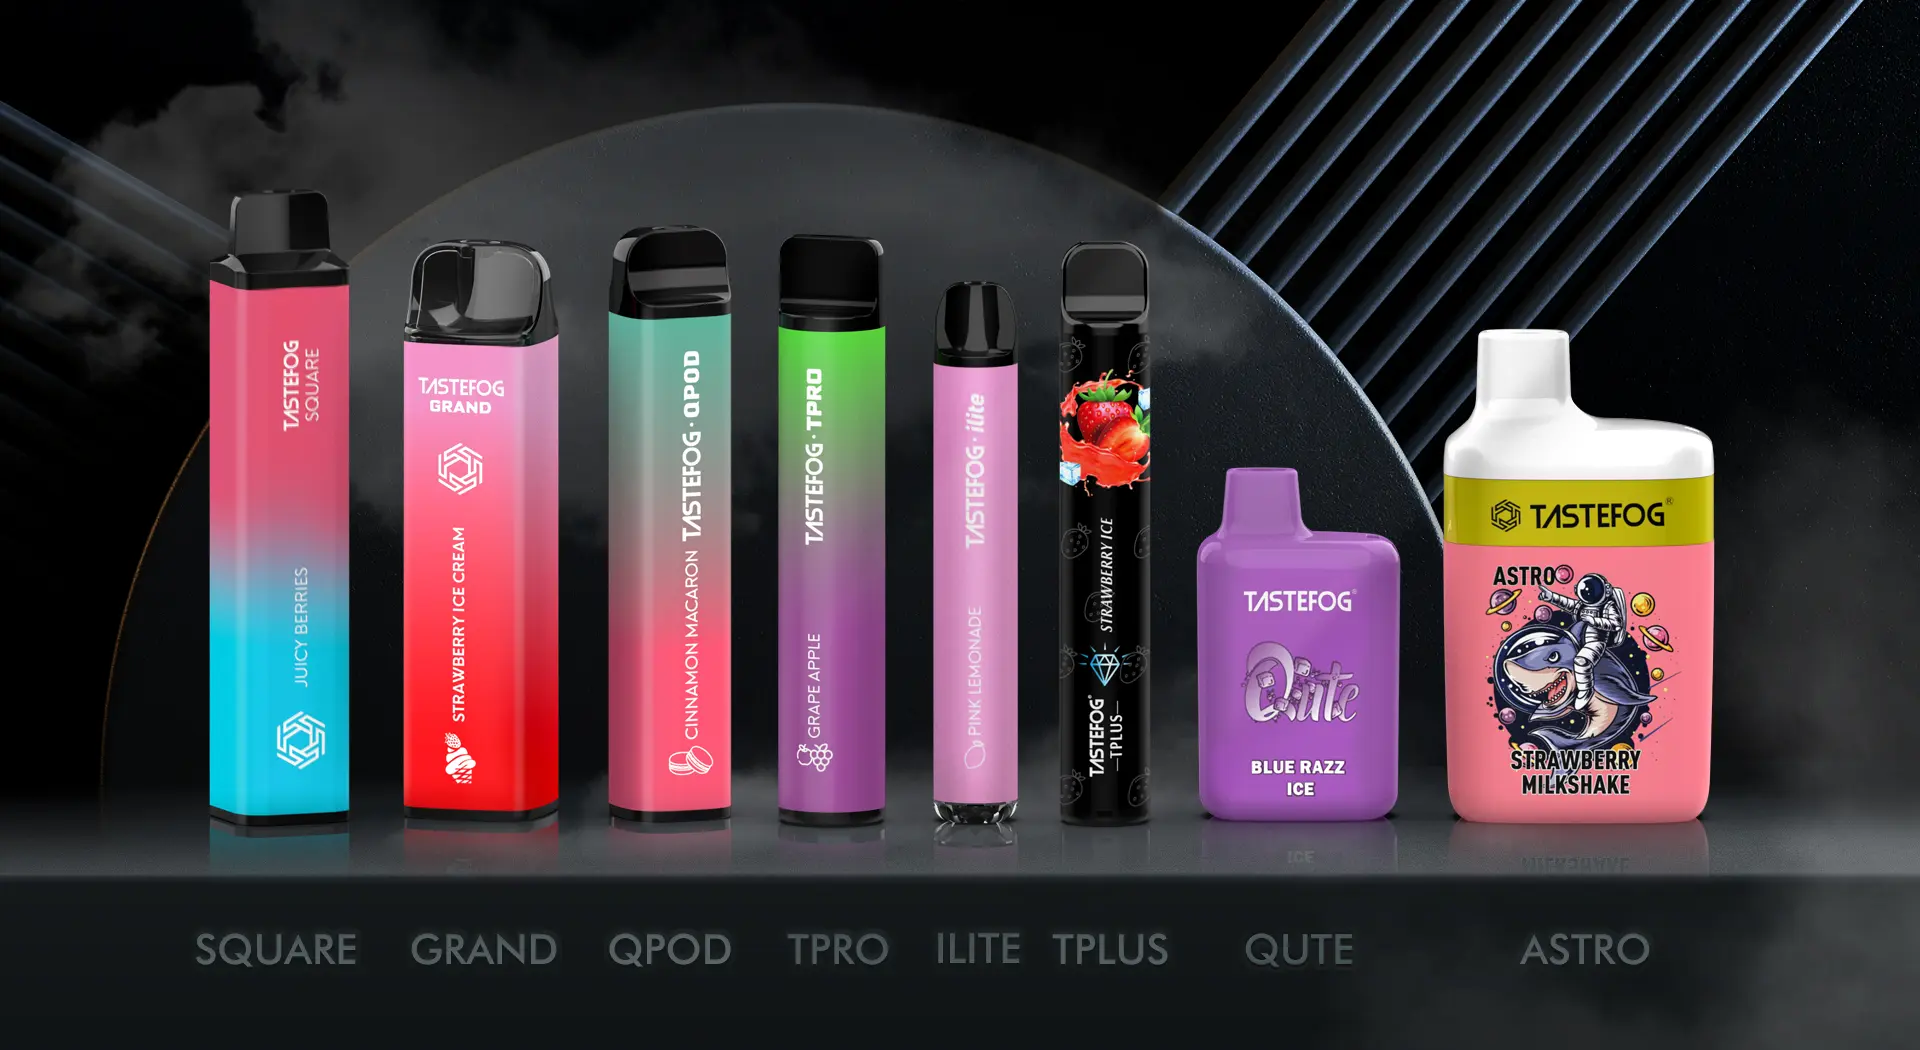 TASTEFOG
SQUARE
JUICY BERRIES
TASTEFOG
GRAND
STRAWBERRY ICE CREAM
TASTEFOG·QPOD
CINNAMON MACARON
TASTEFOG·TPRO
GRAPE APPLE
TASTEFOG·ilite
PINK LEMONADE
STRAWBERRY ICE
TASTEFOG®
TPLUS
TASTEFOG®
Qute
BLUE RAZZ
ICE
TASTEFOG®
ASTRO
STRAWBERRY
MILKSHAKE
SQUARE
GRAND
QPOD
TPRO
ILITE
TPLUS
QUTE
ASTRO